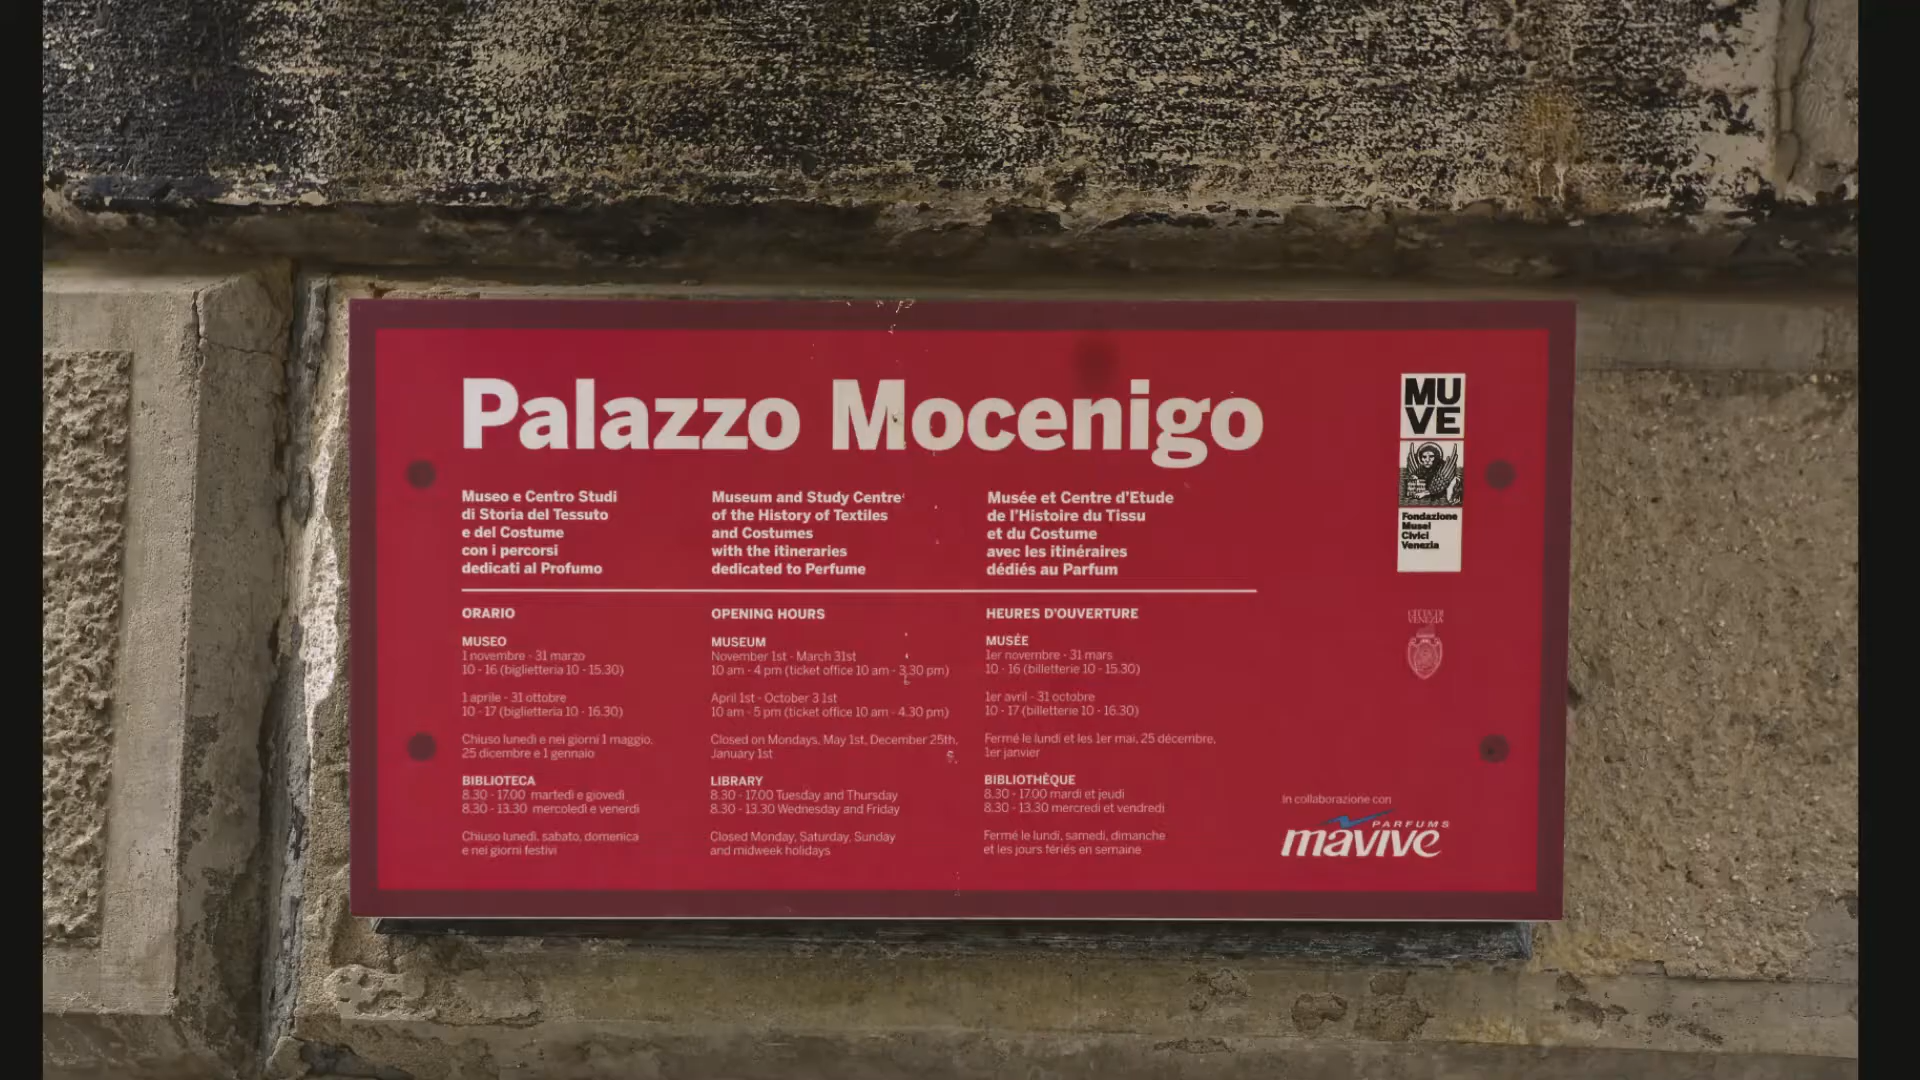 Palazzo Mocenigo
Museo e Centro Studi
di Storia del Tessuto
e del Costume
con i percorsi
dedicati al Profumo
Museum and Study Centre
of the History of Textiles
and Costumes
with the itineraries
dedicated to Perfume
Musée et Centre d'Etude
de l'Histoire du Tissu
et du Costume
avec les itinéraires
dédiés au Parfum
ORARIO
MUSEO
1 novembre - 31 marzo
10 - 16 (biglietteria 10 - 15.30)
1 aprile - 31 ottobre
10 - 17 (biglietteria 10 - 16.30)
Chiuso lunedì e nei giorni 1 maggio,
25 dicembre e 1 gennaio
BIBLIOTECA
8.30 - 17.00 martedì e giovedì
8.30 - 13.30 mercoledì e venerdì
Chiuso lunedì, sabato, domenica
e nei giorni festivi
OPENING HOURS
MUSEUM
November 1st - March 31st
10 am - 4 pm (ticket office 10 am - 3.30 pm)
April 1st - October 3 1st
10 am - 5 pm (ticket office 10 am - 4.30 pm)
Closed on Mondays, May 1st, December 25th,
January 1st
LIBRARY
8.30 - 17.00 Tuesday and Thursday
8.30 - 13.30 Wednesday and Friday
Closed Monday, Saturday, Sunday
and midweek holidays
HEURES D'OUVERTURE
MUSÉE
1er novembre - 31 mars
10 - 16 (billetterie 10 - 15.30)
1er avril - 31 octobre
10 - 17 (billetterie 10 - 16.30)
Fermé le lundi et les 1er mai, 25 décembre,
1er janvier
BIBLIOTHÈQUE
8.30 - 17.00 mardi et jeudi
8.30 - 13.30 mercredi et vendredi
Fermé le lundi, samedi, dimanche
et les jours fériés en semaine
MU
VE
Fondazione
Musei
Civici
Venezia
CITTA DI
VENEZIA
In collaborazione con
PARFUMS
mavive